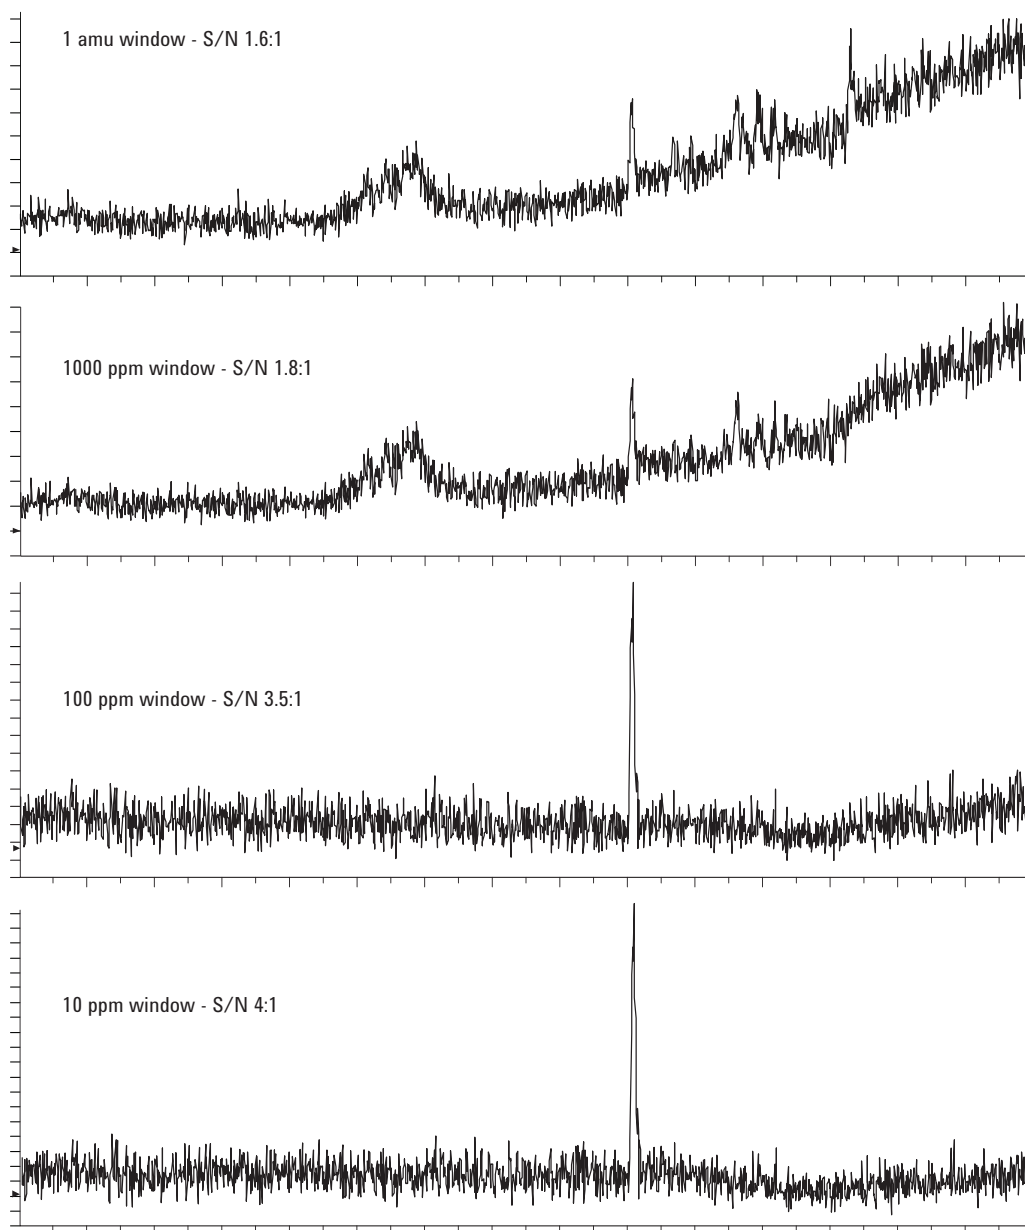 1 amu window - S/N 1.6:1
1000 ppm window - S/N 1.8:1
100 ppm window - S/N 3.5:1
10 ppm window - S/N 4:1